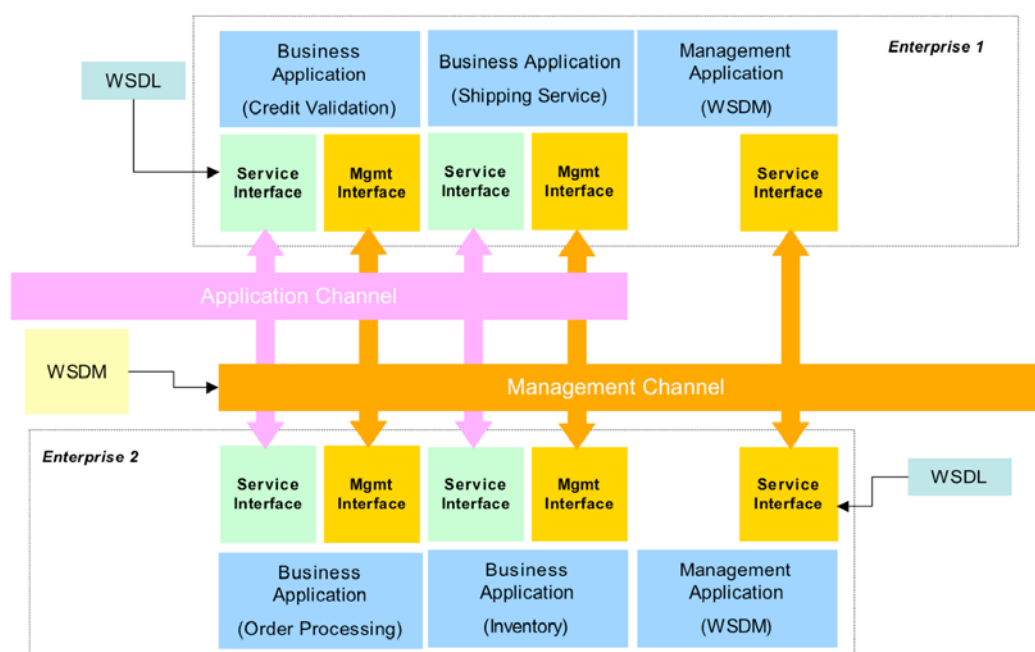 Business
Application
(Credit Validation)
Business Application
(Shipping Service)
Management
Application
(WSDM)
Enterprise 1
WSDL
Service
Interface
Mgmt
Interface
Service
Interface
Mgmt
Interface
Service
Interface
Application Channel
WSDM
Management Channel
Enterprise 2
Service
Interface
Mgmt
Interface
Service
Interface
Mgmt
Interface
Service
Interface
WSDL
Business
Application
(Order Processing)
Business
Application
(Inventory)
Management
Application
(WSDM)